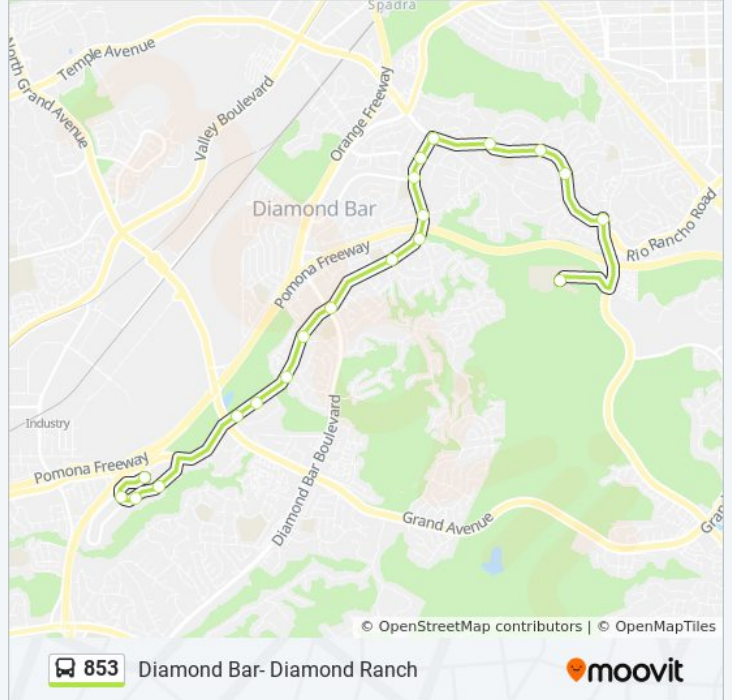 Spadra
Temple Avenue
North Grand Avenue
Valley Boulevard
Orange Freeway
Diamond Bar
Rio Rancho Road
Pomona Freeway
Diamond Bar Boulevard
Industry
Pomona Freeway
Grand Avenue
Gran
© OpenStreetMap contributors | © OpenMapTiles
853 Diamond Bar- Diamond Ranch moovit